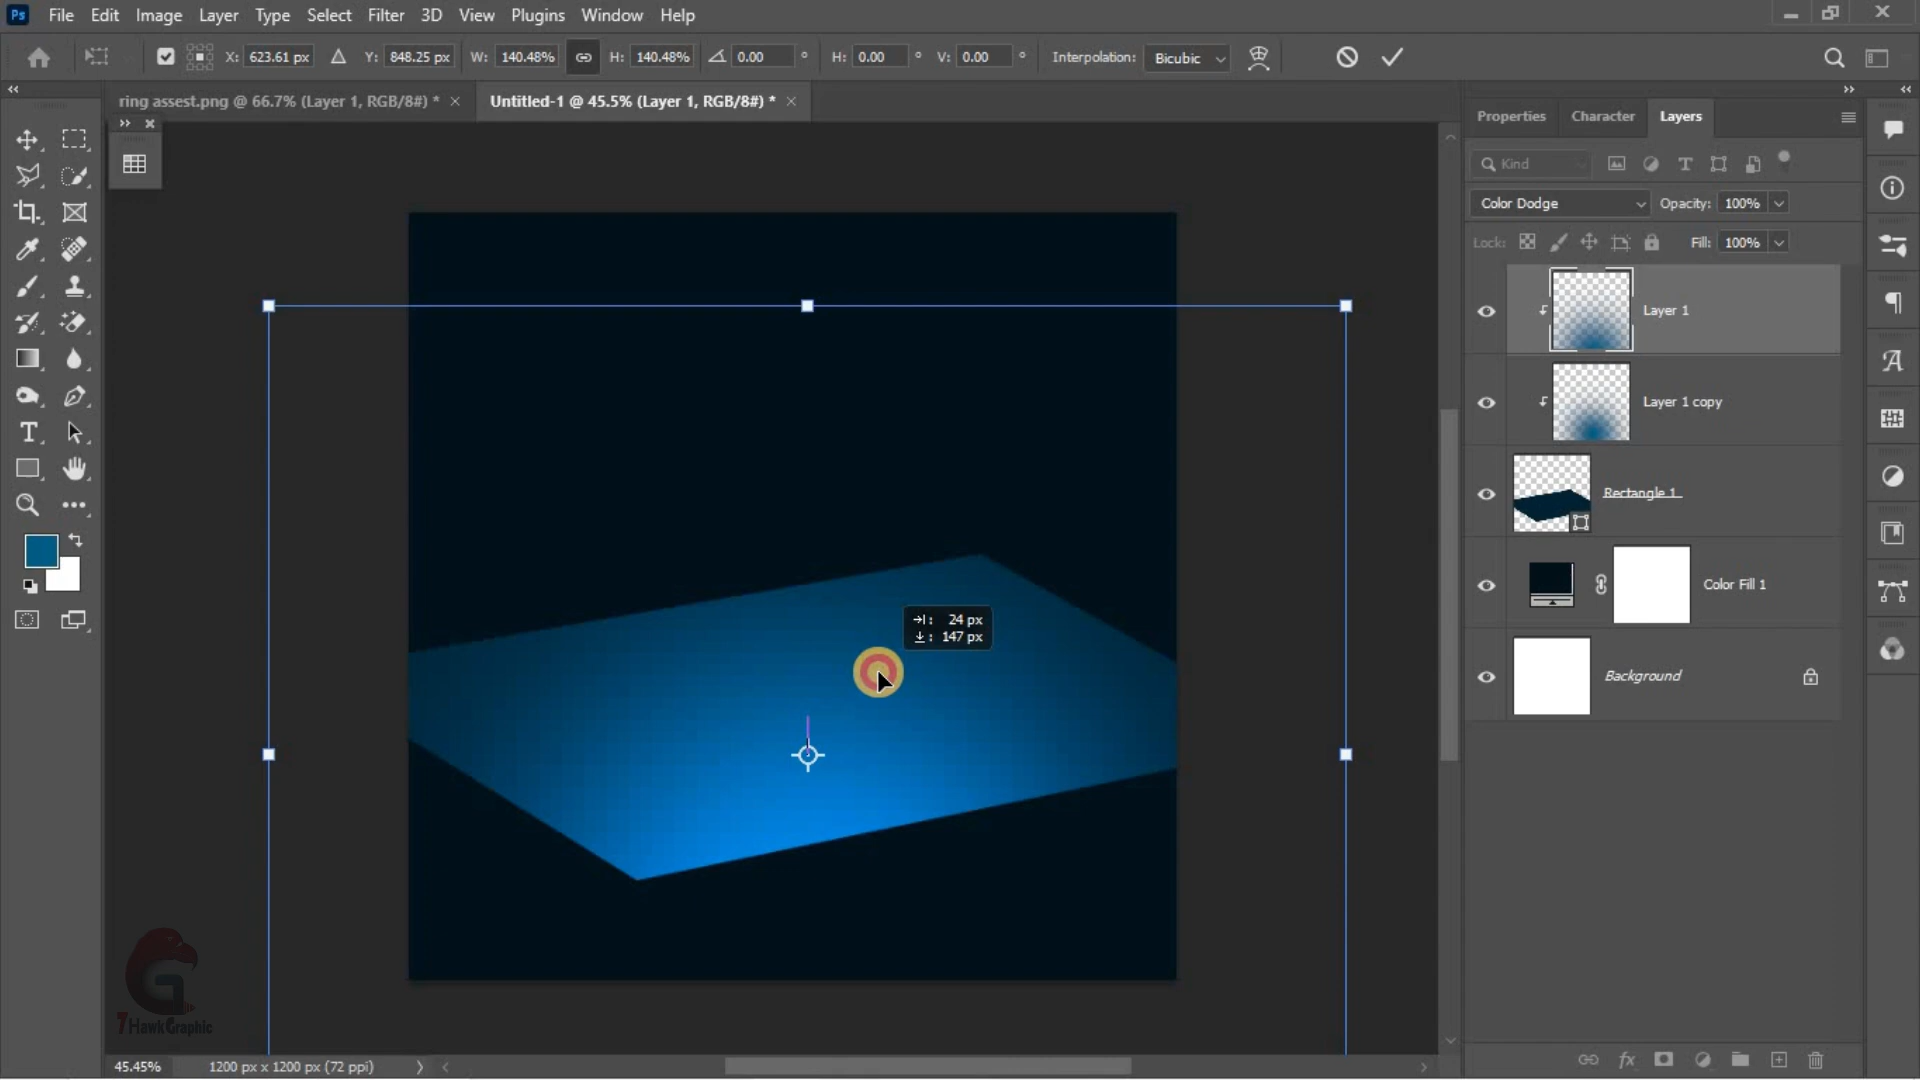 Ps File Edit Image Layer Type Select Filter 3D View Plugins Window Help
X: 623.61 px Y: 848.25 px W: 140.48% H: 140.48% 0.00 ° H: 0.00 ° V: 0.00 ° Interpolation: Bicubic
ring assest.png @ 66.7% (Layer 1, RGB/8#) * × Untitled-1 @ 45.5% (Layer 1, RGB/8#) * ×
Properties Character Layers
Kind
Color Dodge Opacity: 100%
Lock: Fill: 100%
Layer 1
Layer 1 copy
Rectangle 1
Color Fill 1
Background
24 px
147 px
7HawkGraphic
45.45% 1200 px x 1200 px (72 ppi)